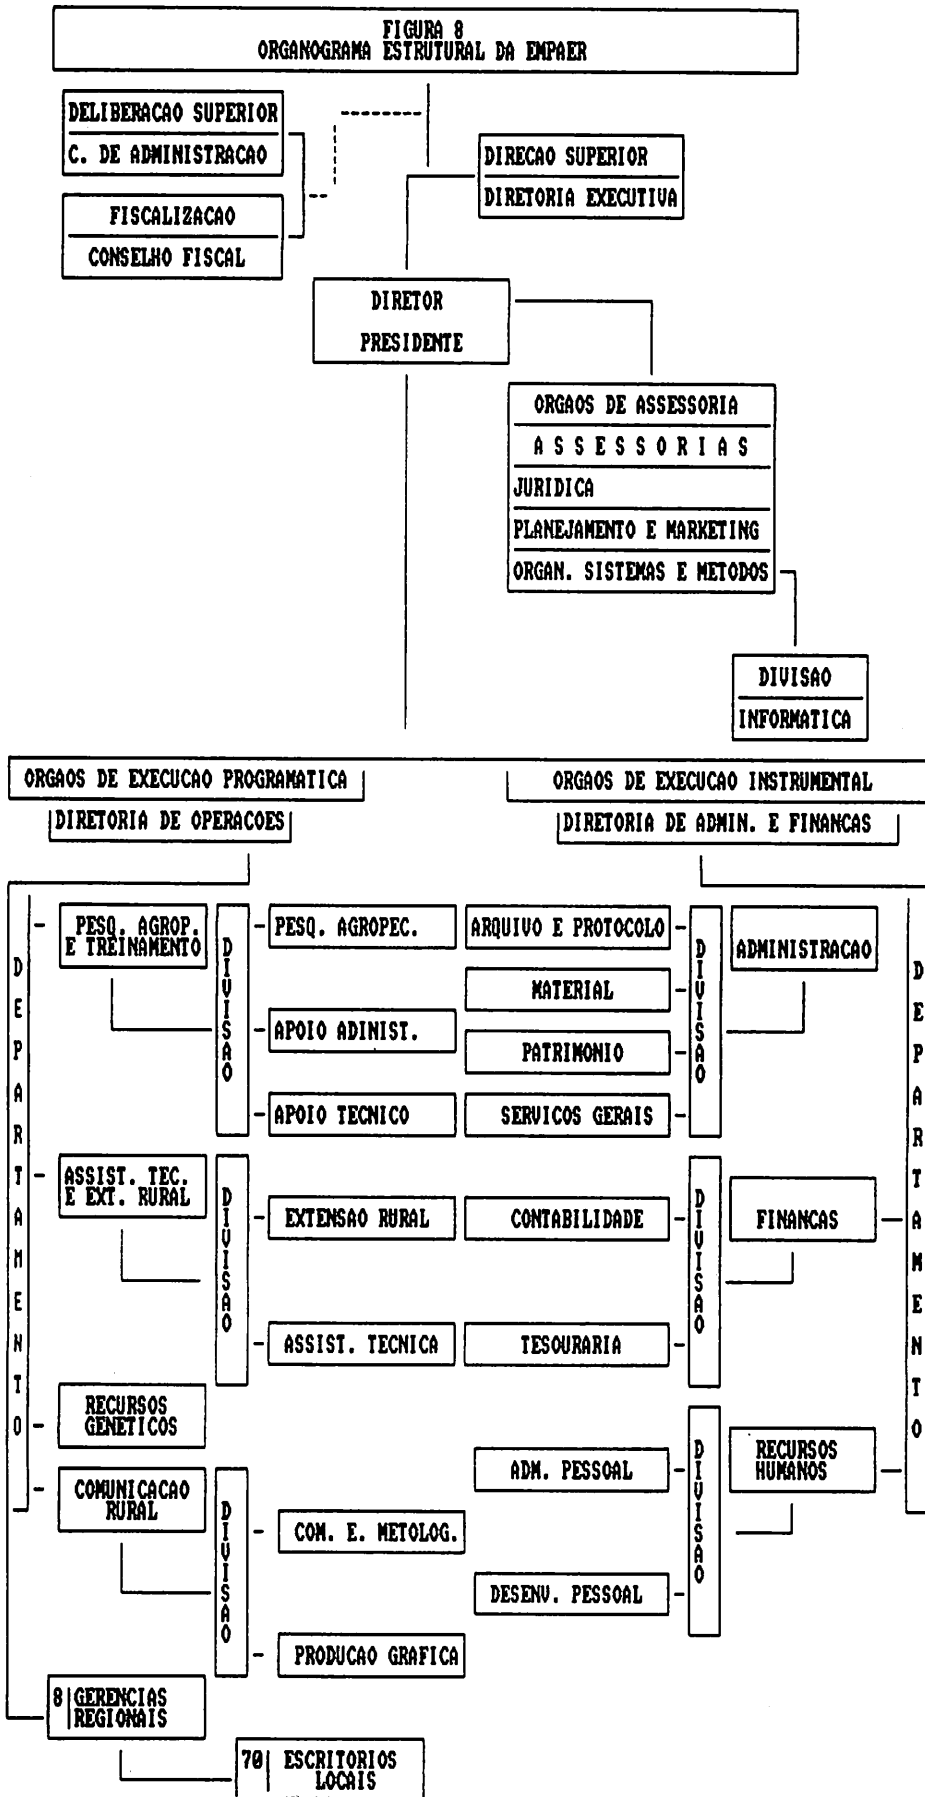 FIGURA 8
ORGANOGRAMA ESTRUTURAL DA EMPAER
DELIBERACAO SUPERIOR
C. DE ADMINISTRACAO
FISCALIZACAO
CONSELHO FISCAL
DIRECAO SUPERIOR
DIRETORIA EXECUTIVA
DIRETOR
PRESIDENTE
ORGAOS DE ASSESSORIA
A S S E S S O R I A S
JURIDICA
PLANEJAMENTO E MARKETING
ORGAN. SISTEMAS E METODOS
DIVISAO
INFORMATICA
ORGAOS DE EXECUCAO PROGRAMATICA
DIRETORIA DE OPERACOES
ORGAOS DE EXECUCAO INSTRUMENTAL
DIRETORIA DE ADMIN. E FINANCAS
DEPARTAMENTO
PESQ. AGROP.
E TREINAMENTO
DIVISAO
PESQ. AGROPEC.
APOIO ADINIST.
APOIO TECNICO
ASSIST. TEC.
E EXT. RURAL
DIVISAO
EXTENSAO RURAL
ASSIST. TECNICA
RECURSOS
GENETICOS
COMUNICACAO
RURAL
DIVISAO
COM. E. METOLOG.
PRODUCAO GRAFICA
8 GERENCIAS
REGIONAIS
70 ESCRITORIOS
LOCAIS
ARQUIVO E PROTOCOLO
MATERIAL
PATRIMONIO
SERVICOS GERAIS
DIVISAO
ADMINISTRACAO
CONTABILIDADE
TESOURARIA
DIVISAO
FINANCAS
ADM. PESSOAL
DESENV. PESSOAL
DIVISAO
RECURSOS
HUMANOS
DEPARTAMENTO